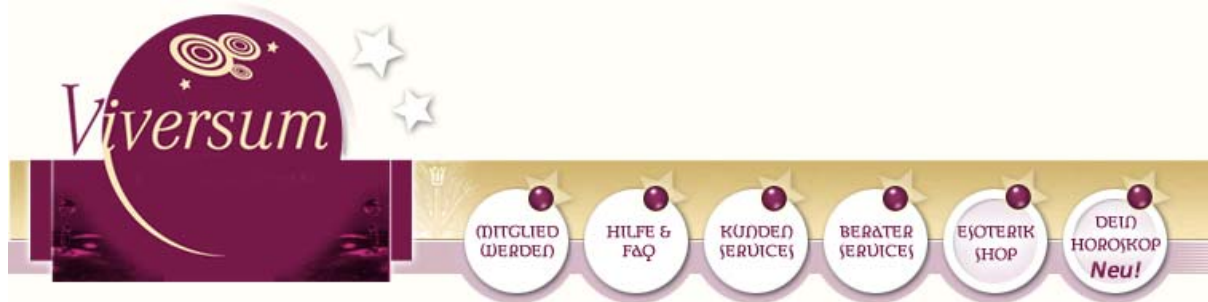 Viversum
MITGLIED
WERDEN
HILFE &
FAQ
KUNDEN
SERVICES
BERATER
SERVICES
ESOTERIK
SHOP
DEIN
HOROSKOP
Neu!